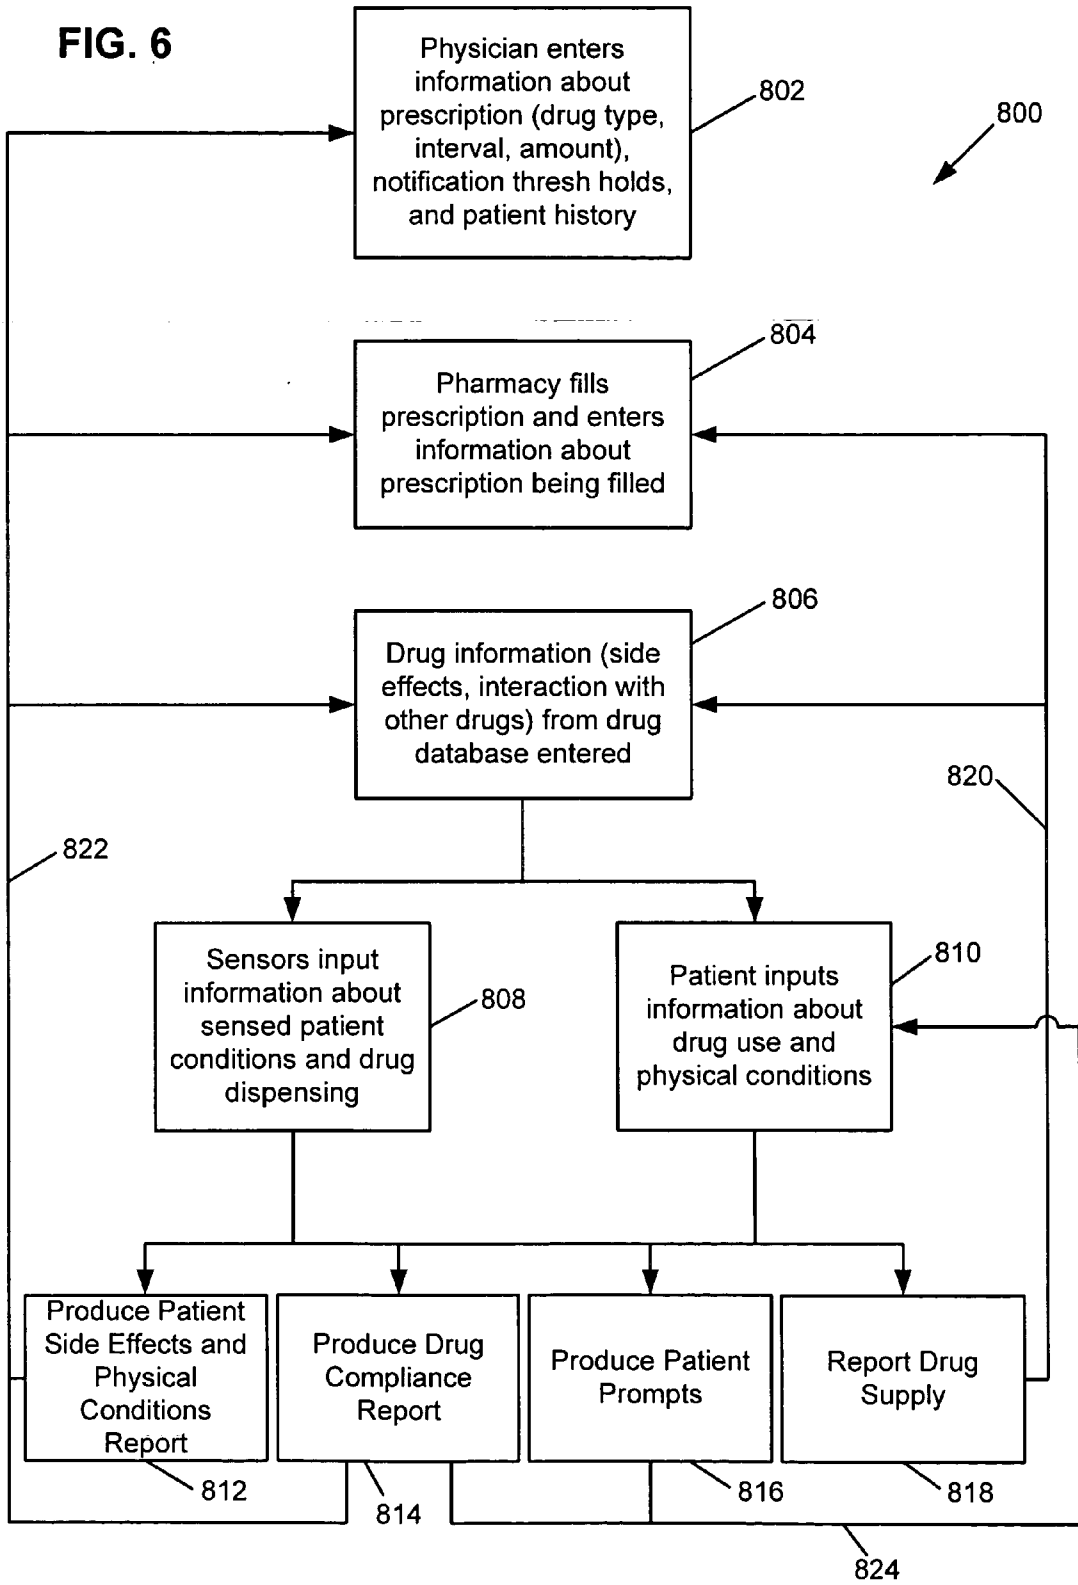 FIG. 6
Physician enters
information about
prescription (drug type,
interval, amount),
notification thresh holds,
and patient history
802
800
Pharmacy fills
prescription and enters
information about
prescription being filled
804
Drug information (side
effects, interaction with
other drugs) from drug
database entered
806
820
822
Sensors input
information about
sensed patient
conditions and drug
dispensing
808
Patient inputs
information about
drug use and
physical conditions
810
Produce Patient
Side Effects and
Physical
Conditions
Report
812
Produce Drug
Compliance
Report
814
Produce Patient
Prompts
816
Report Drug
Supply
818
824